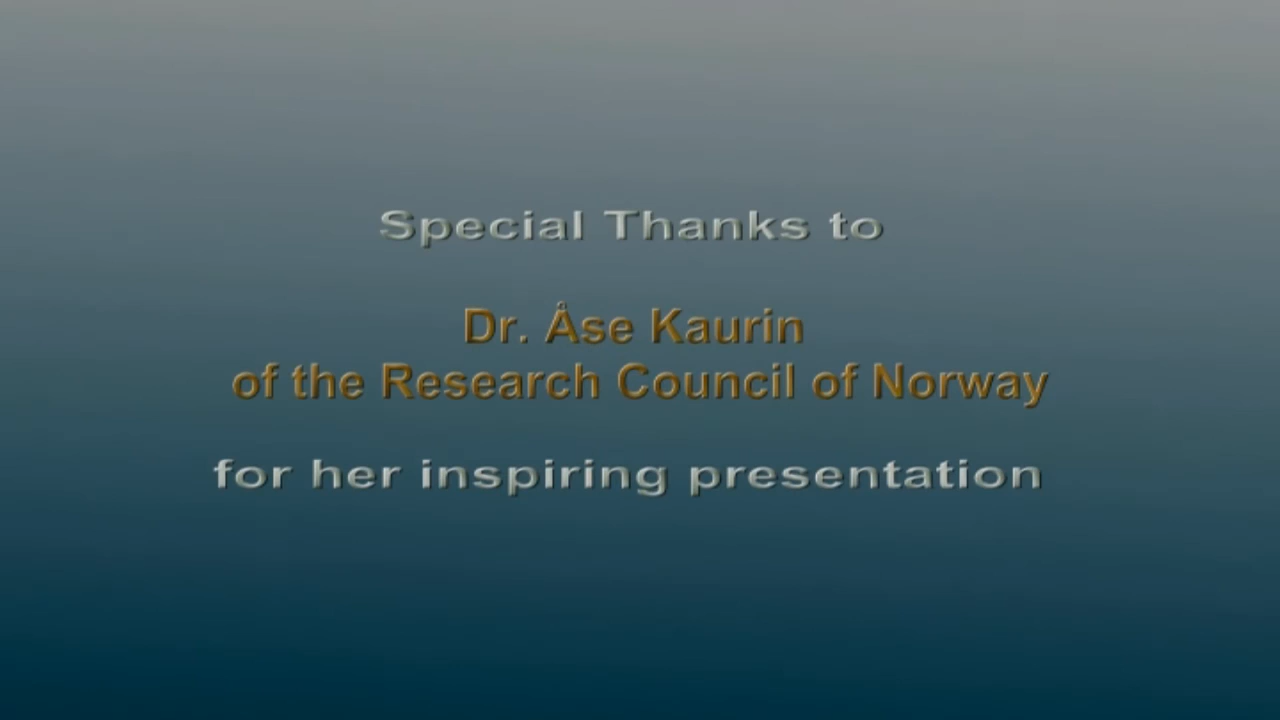 Special Thanks to
Dr. Åse Kaurin
of the Research Council of Norway
for her inspiring presentation